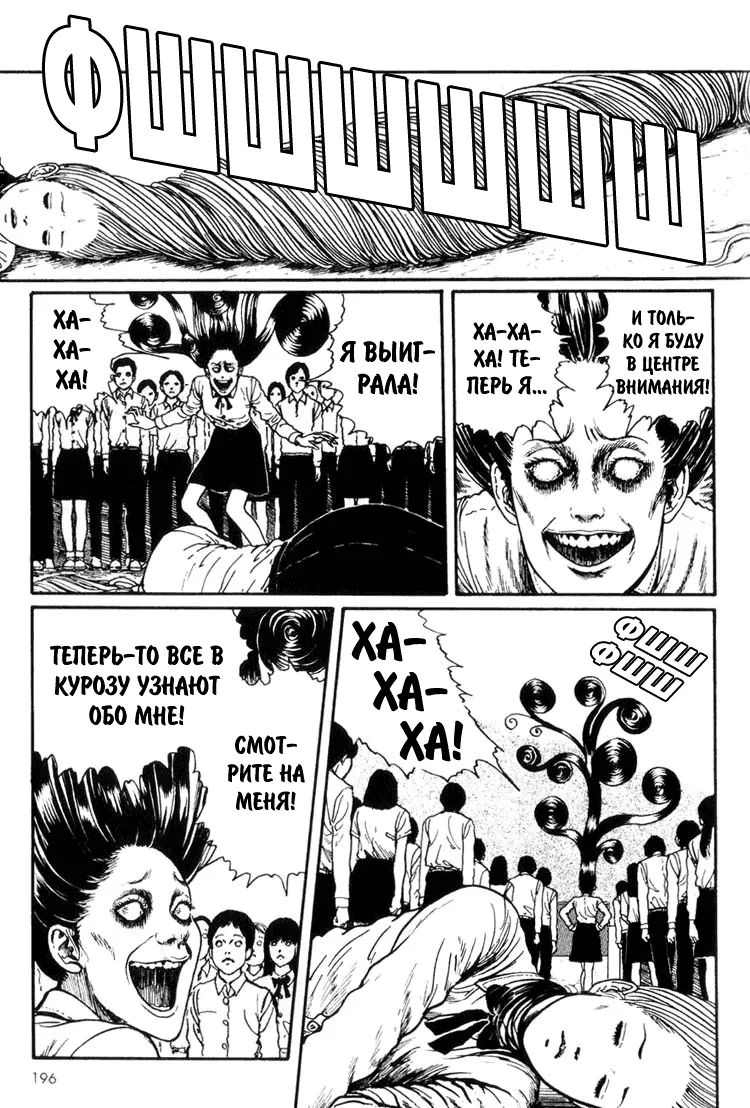 ФШШШШШШ
ХА-
ХА-
ХА!
Я ВЫИГ-
РАЛА!
ХА-ХА-
ХА! ТЕ-
ПЕРЬ Я...
И ТОЛЬ-
КО Я БУДУ
В ЦЕНТРЕ
ВНИМАНИЯ!
ТЕПЕРЬ-ТО ВСЕ В
КУРОЗУ УЗНАЮТ
ОБО МНЕ!
СМОТ-
РИТЕ НА
МЕНЯ!
ХА-
ХА-
ХА!
ФШШ
ФШШ
196